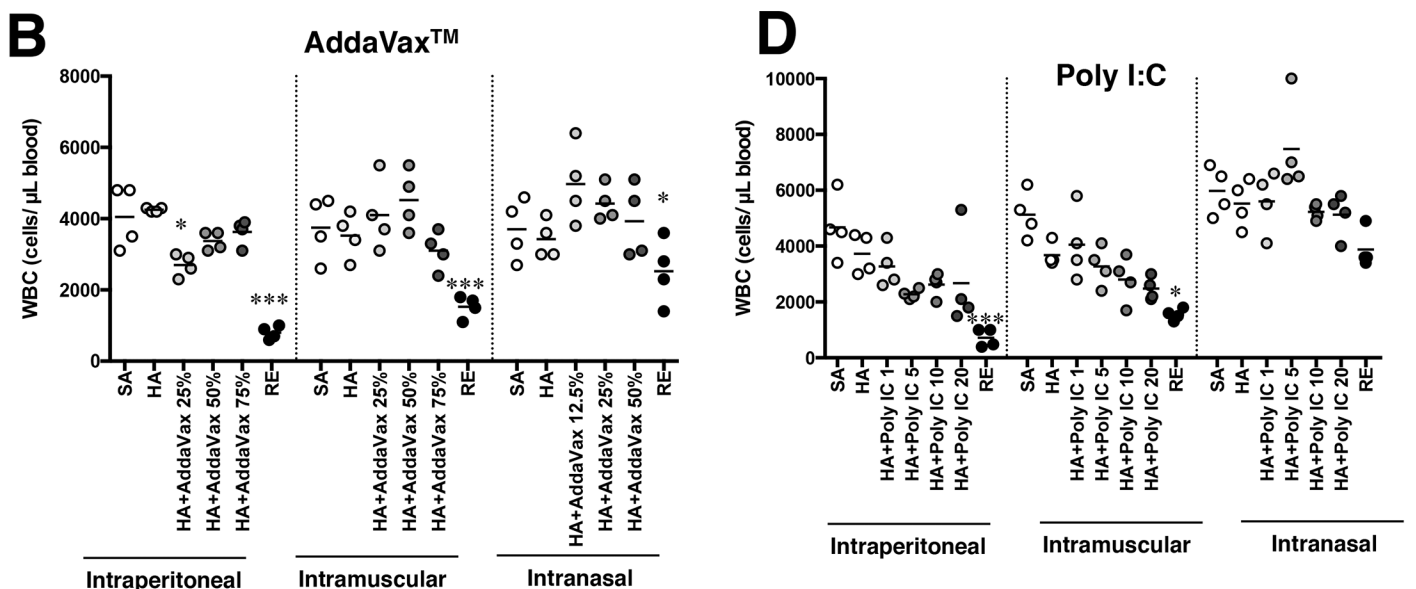 B
AddaVax™
WBC (cells/ µL blood)
8000
6000
4000
2000
0
*
***
***
*
SA
HA
HA+AddaVax 25%
HA+AddaVax 50%
HA+AddaVax 75%
RE
SA
HA
HA+AddaVax 25%
HA+AddaVax 50%
HA+AddaVax 75%
RE
SA
HA
HA+AddaVax 12.5%
HA+AddaVax 25%
HA+AddaVax 50%
RE
Intraperitoneal
Intramuscular
Intranasal
D
Poly I:C
WBC (cells/ µL blood)
10000
8000
6000
4000
2000
0
***
*
SA
HA
HA+Poly IC 1
HA+Poly IC 5
HA+Poly IC 10
HA+Poly IC 20
RE
SA
HA
HA+Poly IC 1
HA+Poly IC 5
HA+Poly IC 10
HA+Poly IC 20
RE
SA
HA
HA+Poly IC 1
HA+Poly IC 5
HA+Poly IC 10
HA+Poly IC 20
RE
Intraperitoneal
Intramuscular
Intranasal